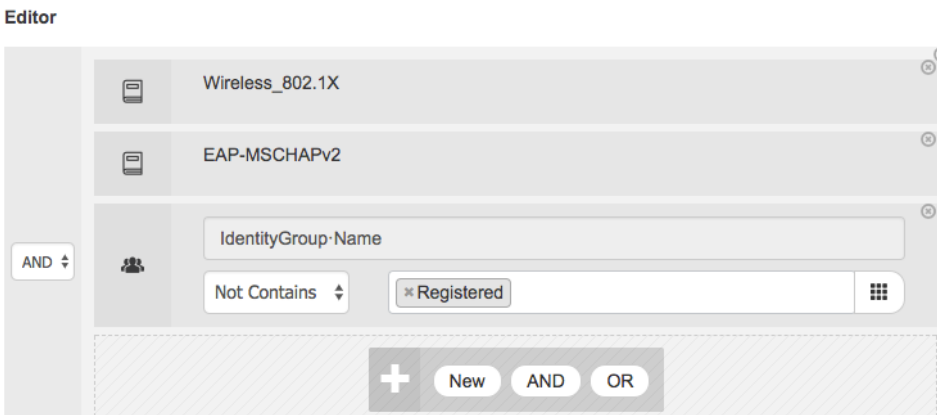 Editor
Wireless_802.1X
EAP-MSCHAPv2
IdentityGroup·Name
AND
Not Contains
× Registered
New AND OR